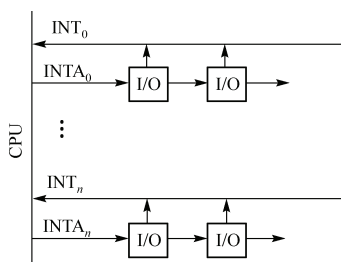 INT₀
INTA₀
I/O I/O
CPU
INTₙ
INTAₙ
I/O I/O